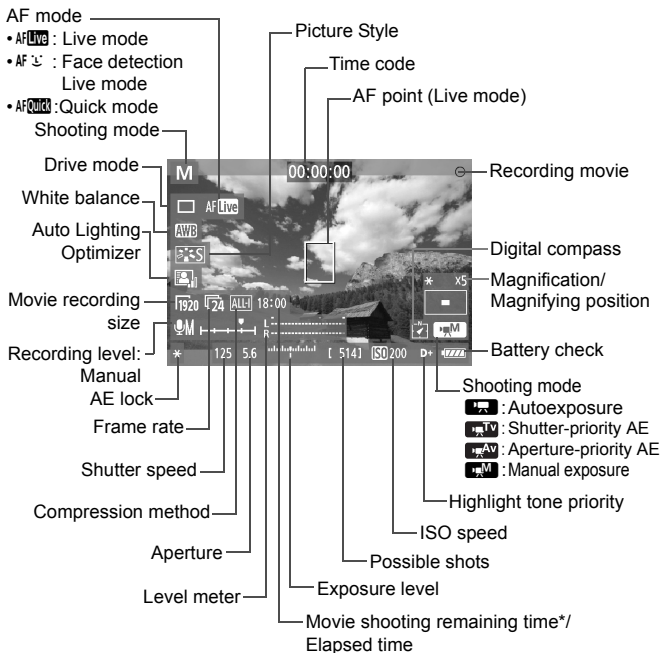 AF mode
• AF Live : Live mode
• AF : Face detection
Live mode
• AF Quick :Quick mode
Shooting mode
Drive mode
White balance
Auto Lighting
Optimizer
Movie recording
size
Recording level:
Manual
AE lock
Frame rate
Shutter speed
Compression method
Aperture
Level meter
Picture Style
Time code
AF point (Live mode)
Recording movie
Digital compass
Magnification/
Magnifying position
Battery check
Shooting mode
: Autoexposure
Tv : Shutter-priority AE
Av : Aperture-priority AE
M : Manual exposure
Highlight tone priority
ISO speed
Possible shots
Exposure level
Movie shooting remaining time*/
Elapsed time
M 00:00:00
AF Live
AWB
S
* x5
1920 24 ALL-I 18:00
M L
R
N M
* 125 5.6 [ 514] ISO 200 D+